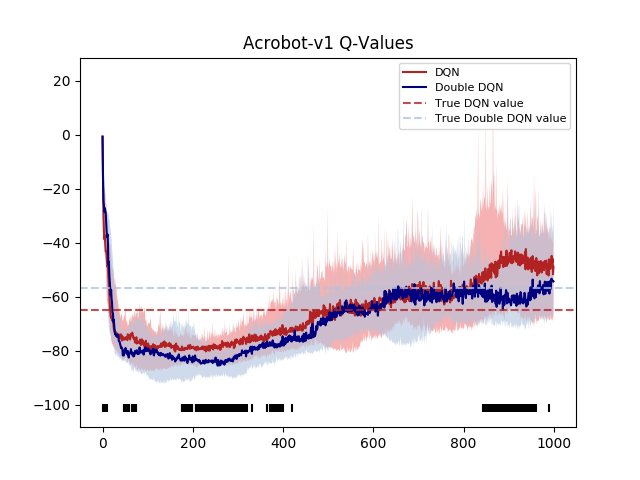 Acrobot-v1 Q-Values
DQN
Double DQN
True DQN value
True Double DQN value
20
0
−20
−40
−60
−80
−100
0
200
400
600
800
1000